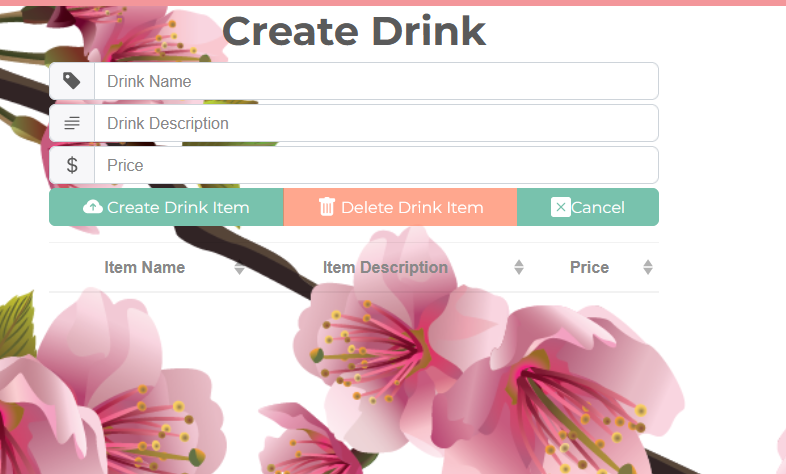 Create Drink
Drink Name
Drink Description
$ Price
Create Drink Item Delete Drink Item Cancel
Item Name Item Description Price